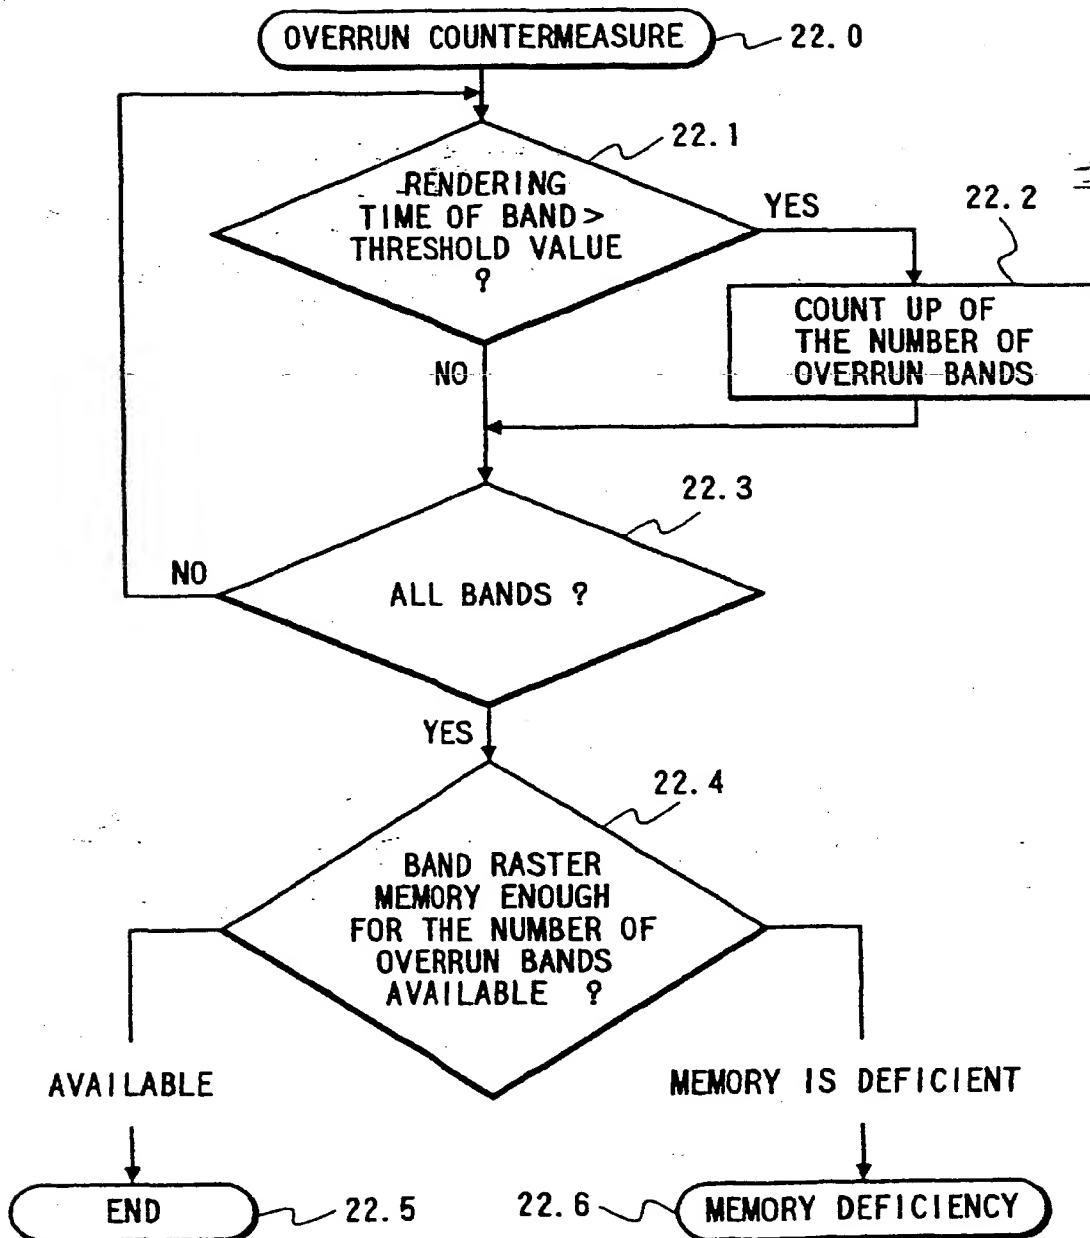 OVERRUN COUNTERMEASURE
22.0
22.1
RENDERING
TIME OF BAND >
THRESHOLD VALUE
?
YES
22.2
COUNT UP OF
THE NUMBER OF
OVERRUN BANDS
NO
22.3
ALL BANDS ?
NO
YES
22.4
BAND RASTER
MEMORY ENOUGH
FOR THE NUMBER OF
OVERRUN BANDS
AVAILABLE ?
AVAILABLE
MEMORY IS DEFICIENT
END
22.5
22.6
MEMORY DEFICIENCY